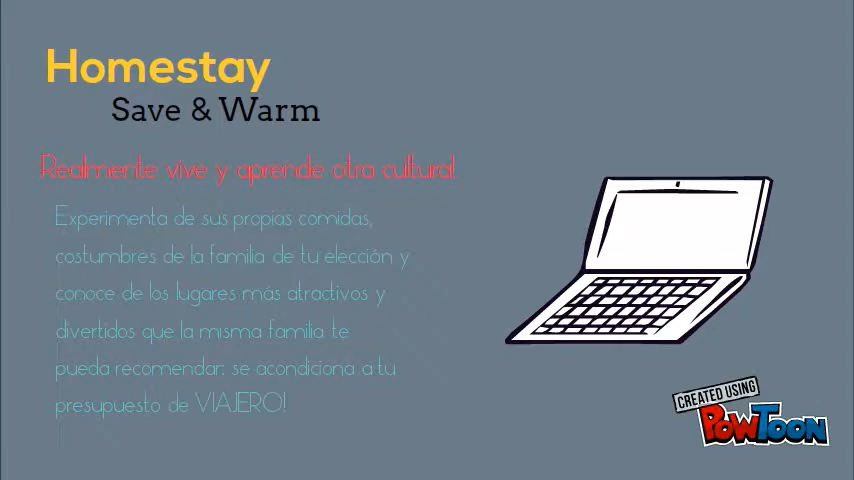 Homestay
Save & Warm
Realmente vive y aprende otra cultura!
Experimenta de sus propias comidas,
costumbres de la familia de tu elección y
conoce de los lugares más atractivos y
divertidos que la misma familia te
pueda recomendar: se acondiciona a tu
presupuesto de VIAJERO!
CREATED USING
POWTOON